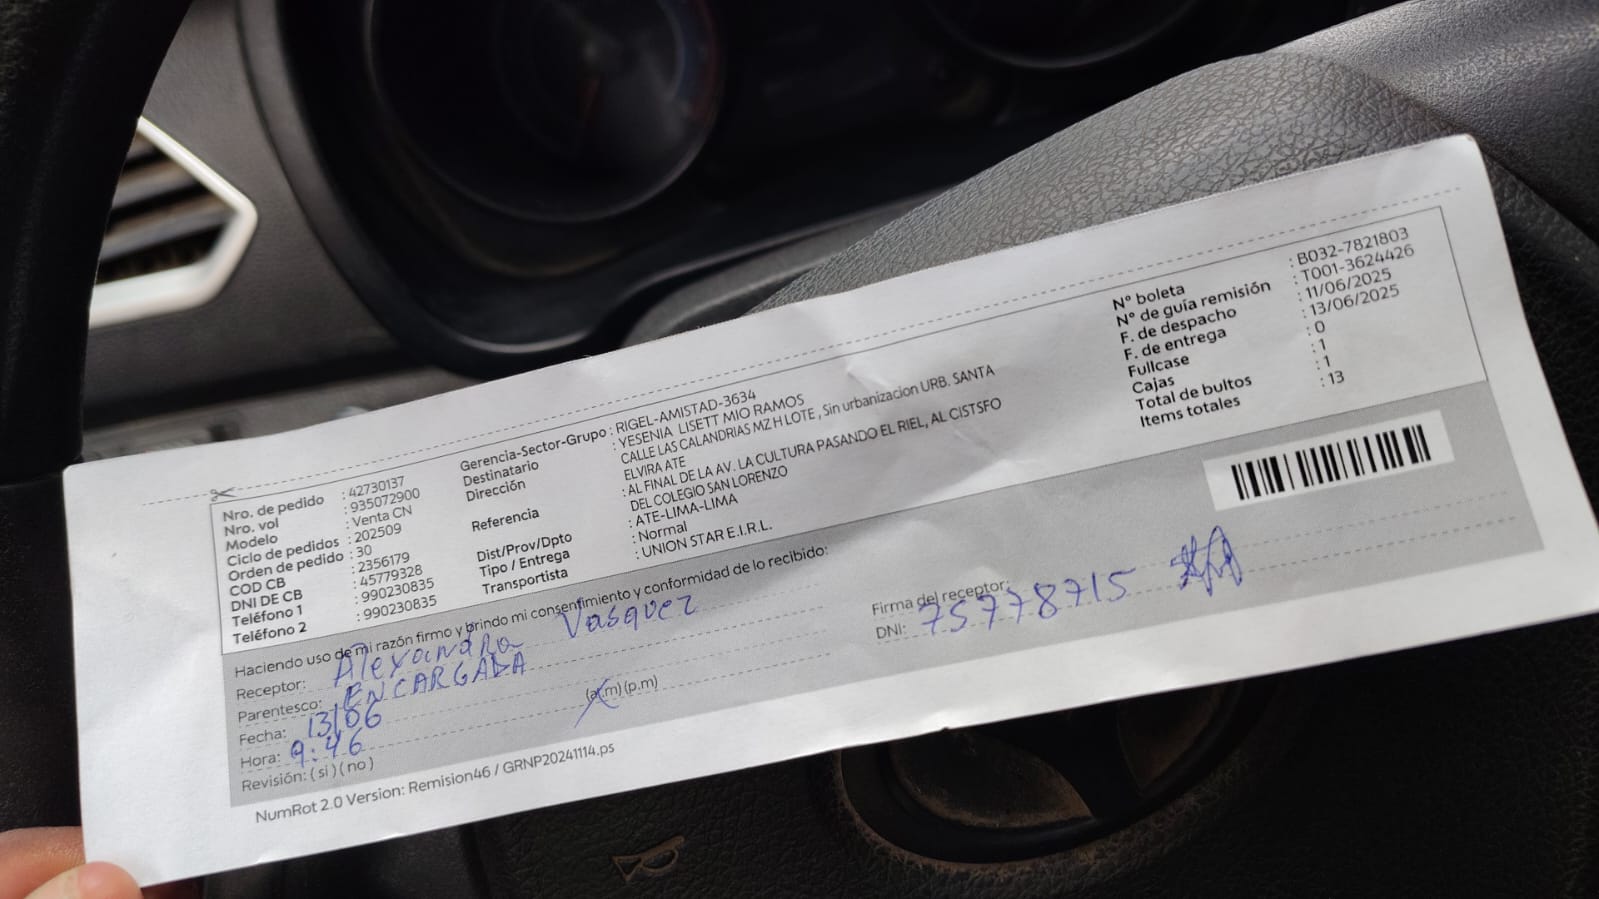 Nro. de pedido : 42730137
Nro. vol : 935072900
Modelo : Venta CN
Ciclo de pedidos : 202509
Orden de pedido : 30
COD CB : 2356179
DNI DE CB : 45779328
Teléfono 1 : 990230835
Teléfono 2 : 990230835
Gerencia-Sector-Grupo : RIGEL-AMISTAD-3634
Destinatario : YESENIA LISETT MIO RAMOS
Dirección : CALLE LAS CALANDRIAS MZ H LOTE , Sin urbanizacion URB. SANTA
ELVIRA ATE
Referencia : AL FINAL DE LA AV. LA CULTURA PASANDO EL RIEL, AL CISTSFO
DEL COLEGIO SAN LORENZO
Dist/Prov/Dpto : ATE-LIMA-LIMA
Tipo / Entrega : Normal
Transportista : UNION STAR E.I.R.L.
N° boleta : B032-7821803
N° de guía remisión : T001-3624426
F. de despacho : 11/06/2025
F. de entrega : 13/06/2025
Fullcase : 0
Cajas : 1
Total de bultos : 1
Items totales : 13
Haciendo uso de mi razón firmo y brindo mi consentimiento y conformidad de lo recibido:
Receptor: Alexandra Vasquez
Parentesco: ENCARGADA
Fecha: 13/06
Hora: 9:46 (a.m) (p.m)
Revisión: ( si ) ( no )
Firma del receptor:
DNI: 75778715
NumRot 2.0 Version: Remision46 / GRNP20241114.ps